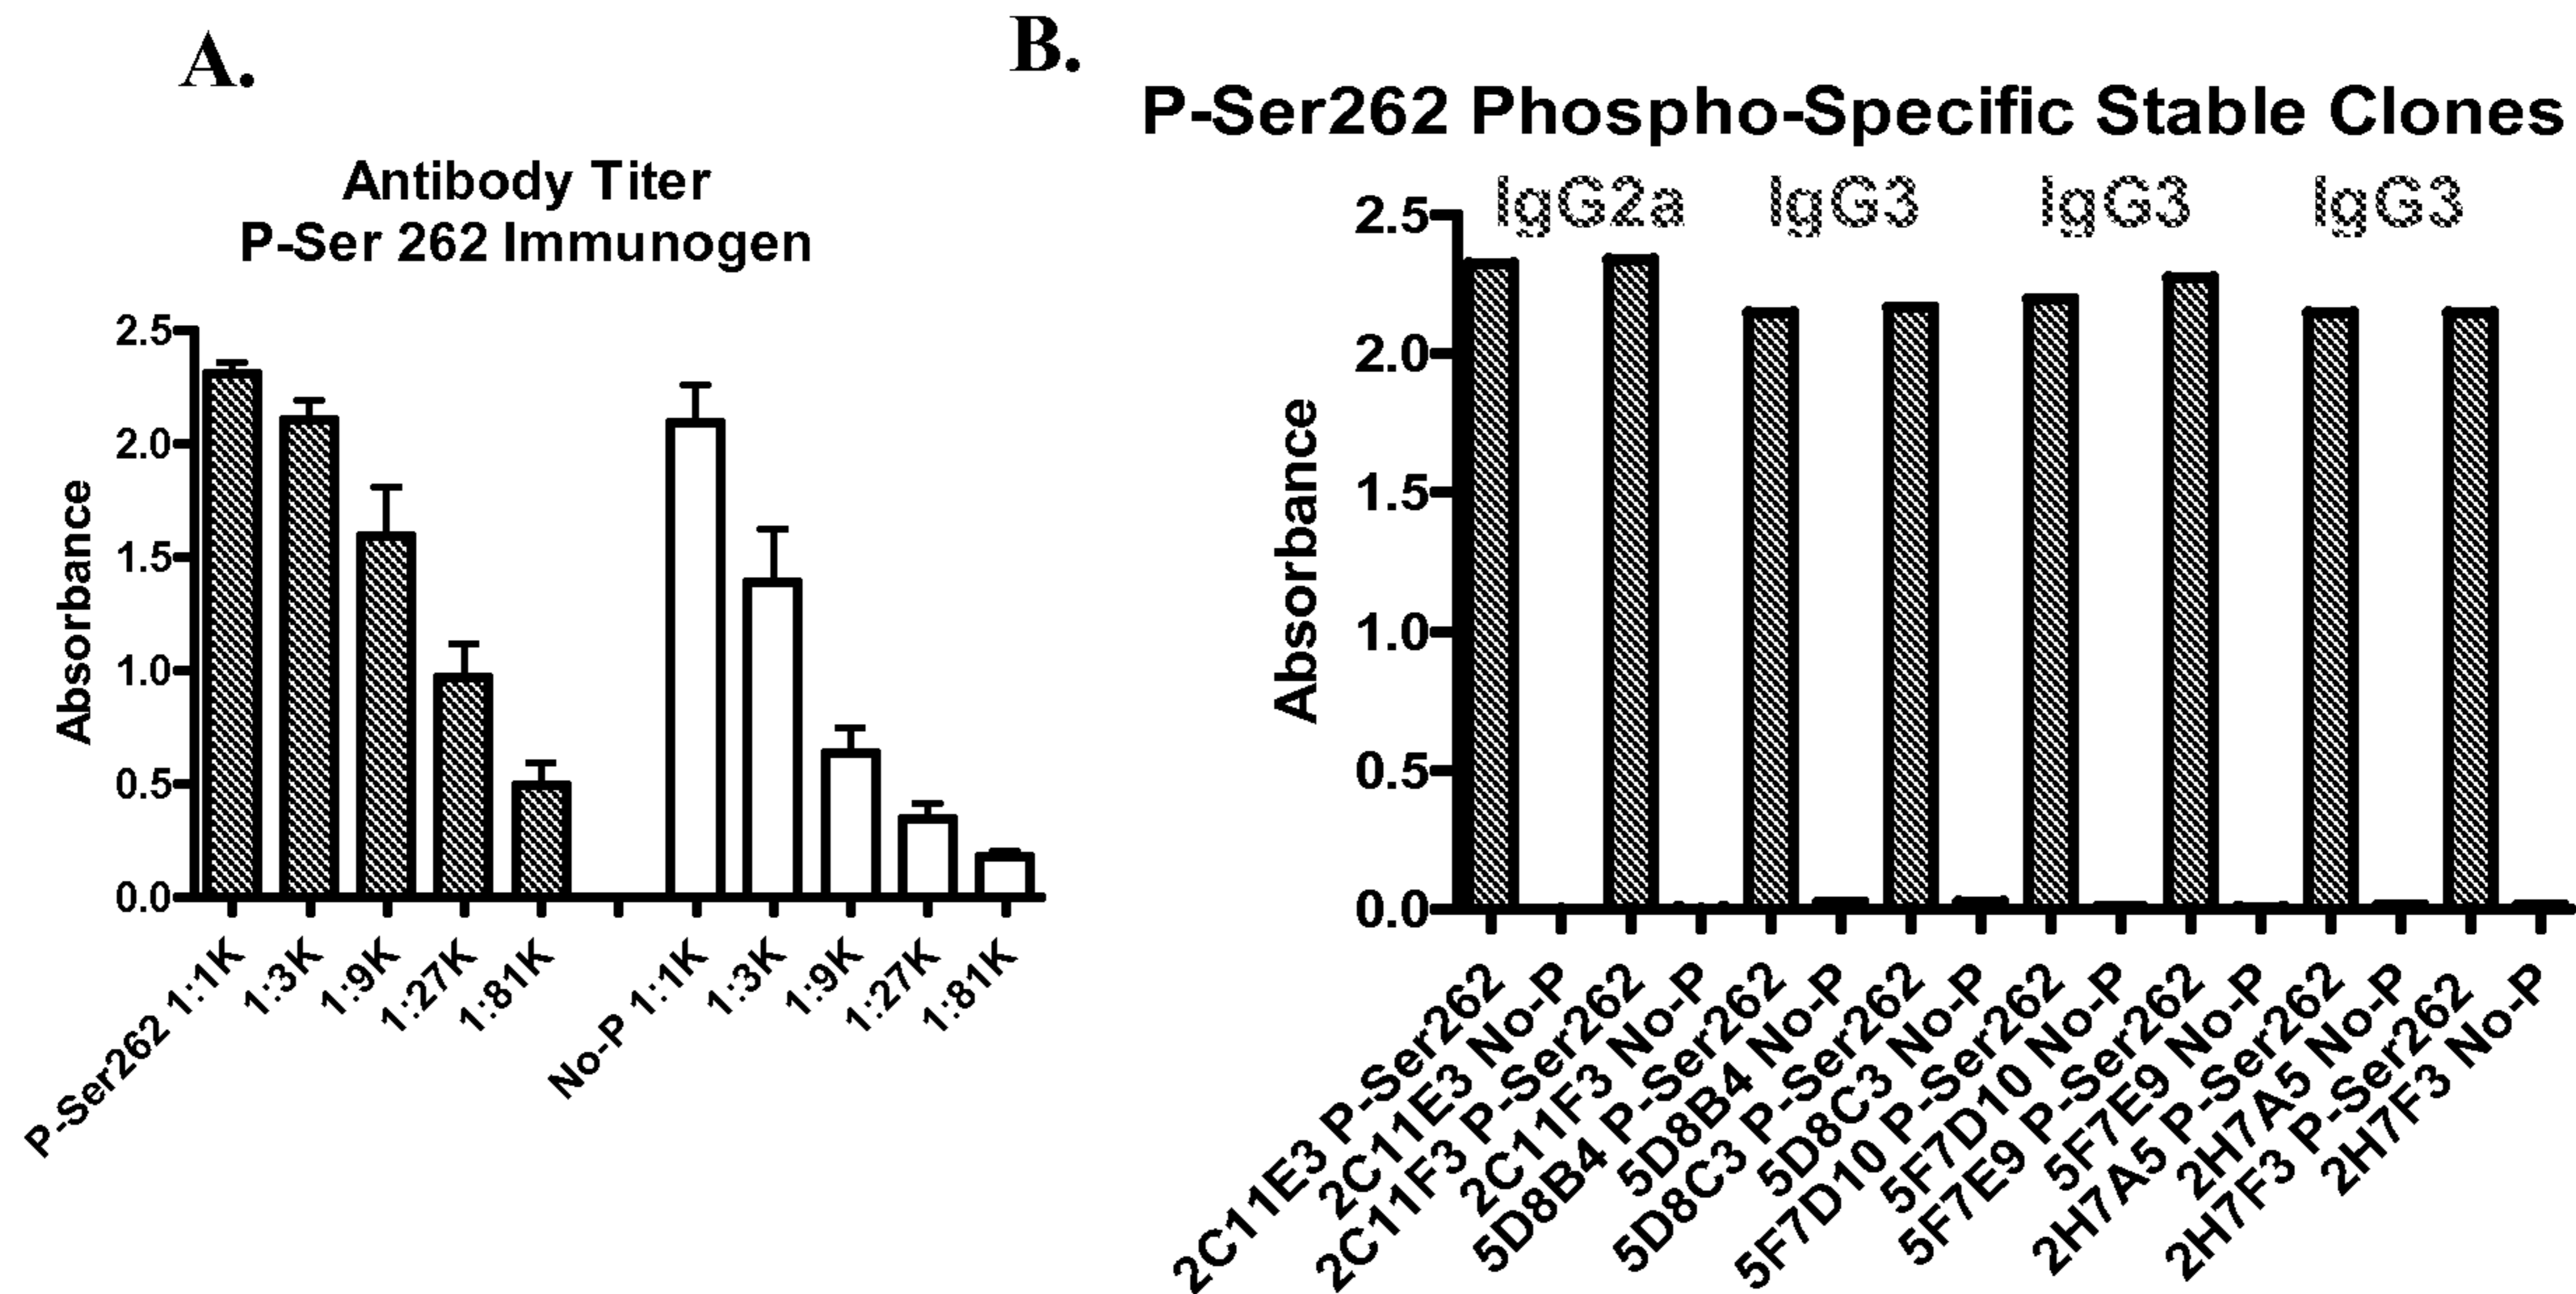 A.
Antibody Titer
P-Ser 262 Immunogen
Absorbance
2.5
2.0
1.5
1.0
0.5
0.0
P-Ser262 1:1K
1:3K
1:9K
1:27K
1:81K
No-P 1:1K
1:3K
1:9K
1:27K
1:81K
B.
P-Ser262 Phospho-Specific Stable Clones
IgG2a IgG3 IgG3 IgG3
Absorbance
2.5
2.0
1.5
1.0
0.5
0.0
2C11E3 P-Ser262
2C11E3 No-P
2C11F3 P-Ser262
2C11F3 No-P
5D8B4 P-Ser262
5D8B4 No-P
5D8C3 P-Ser262
5D8C3 No-P
5F7D10 P-Ser262
5F7D10 No-P
5F7E9 P-Ser262
5F7E9 No-P
2H7A5 P-Ser262
2H7A5 No-P
2H7F3 P-Ser262
2H7F3 No-P